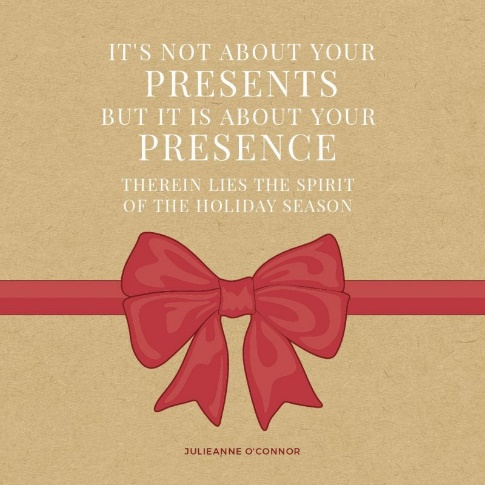 IT'S NOT ABOUT YOUR
PRESENTS
BUT IT IS ABOUT YOUR
PRESENCE
THEREIN LIES THE SPIRIT
OF THE HOLIDAY SEASON
JULIEANNE O'CONNOR